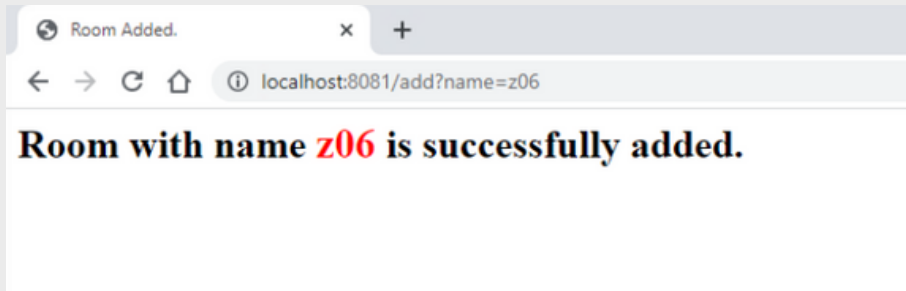 Room Added.
localhost:8081/add?name=z06
Room with name z06 is successfully added.